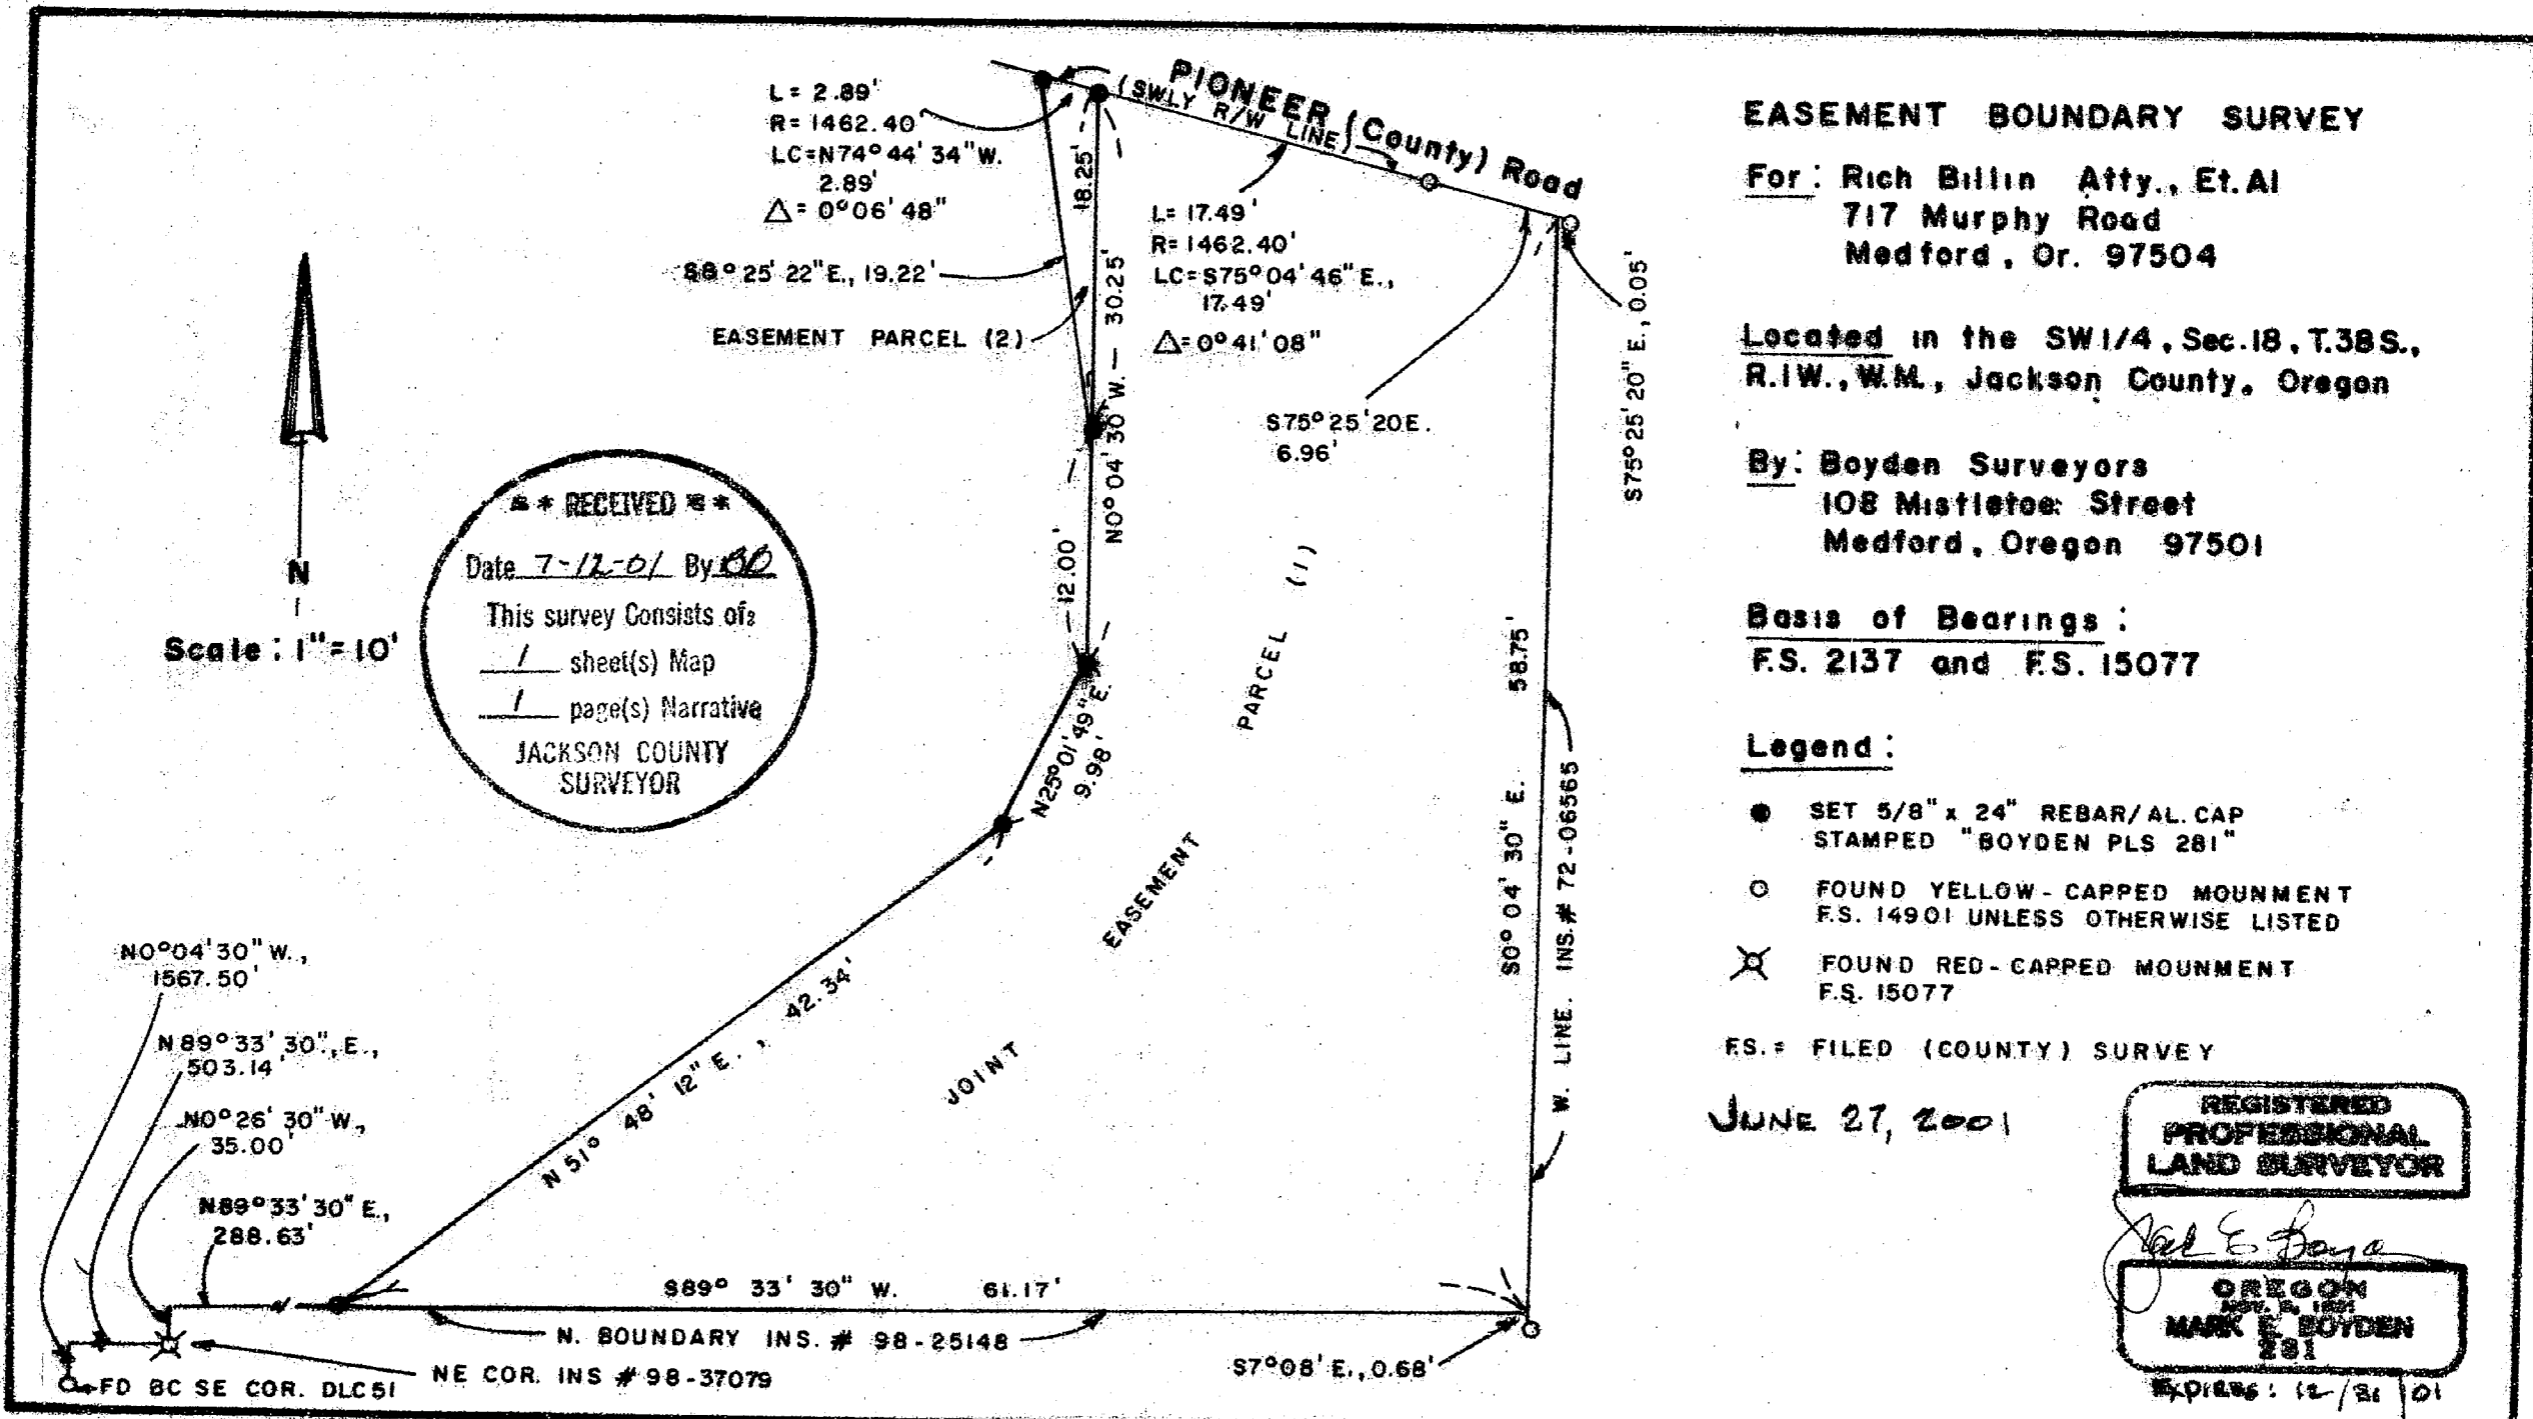 L = 2.89'
R = 1462.40'
LC=N74°44'34"W.
2.89'
△= 0°06'48"
S8°25'22"E., 19.22'
EASEMENT PARCEL (2)
PIONEER (County) Road
(SWLY R/W LINE)
18.25'
N0°04'30"W. — 30.25'
12.00'
L= 17.49'
R= 1462.40'
LC=S75°04'46"E.,
17.49'
△=0°41'08"
S75°25'20E.
6.96'
S75°25'20"E., 0.05'
N
Scale: 1"=10'
* * RECEIVED * *
Date 7-12-01 By
This survey Consists of:
1 sheet(s) Map
1 page(s) Narrative
JACKSON COUNTY
SURVEYOR
N25°01'49"E.
9.98'
PARCEL (1)
EASEMENT
JOINT
S0°04'30"E. 58.75'
W. LINE. INS.# 72-06565
N51°48'12"E., 42.34'
N0°04'30"W.,
1567.50'
N89°33'30",E.,
503.14'
N0°26'30"W.,
35.00'
N89°33'30"E.,
288.63'
S89°33'30"W. 61.17'
N. BOUNDARY INS.# 98-25148
NE COR. INS #98-37079
FD BC SE COR. DLC51
S7°08'E., 0.68'
EASEMENT BOUNDARY SURVEY
For: Rich Billin Atty., Et.Al
717 Murphy Road
Medford, Or. 97504
Located in the SW1/4, Sec.18, T.38S.,
R.1W., W.M., Jackson County, Oregon
By: Boyden Surveyors
108 Mistletoe Street
Medford, Oregon 97501
Basis of Bearings:
F.S. 2137 and F.S. 15077
Legend:
SET 5/8" x 24" REBAR/AL.CAP
STAMPED "BOYDEN PLS 281"
FOUND YELLOW-CAPPED MOUNMENT
F.S. 14901 UNLESS OTHERWISE LISTED
FOUND RED-CAPPED MOUNMENT
F.S. 15077
F.S.= FILED (COUNTY) SURVEY
JUNE 27, 2001
REGISTERED
PROFESSIONAL
LAND SURVEYOR
OREGON
MARK E. BOYDEN
281
EXPIRES: 12/31/01